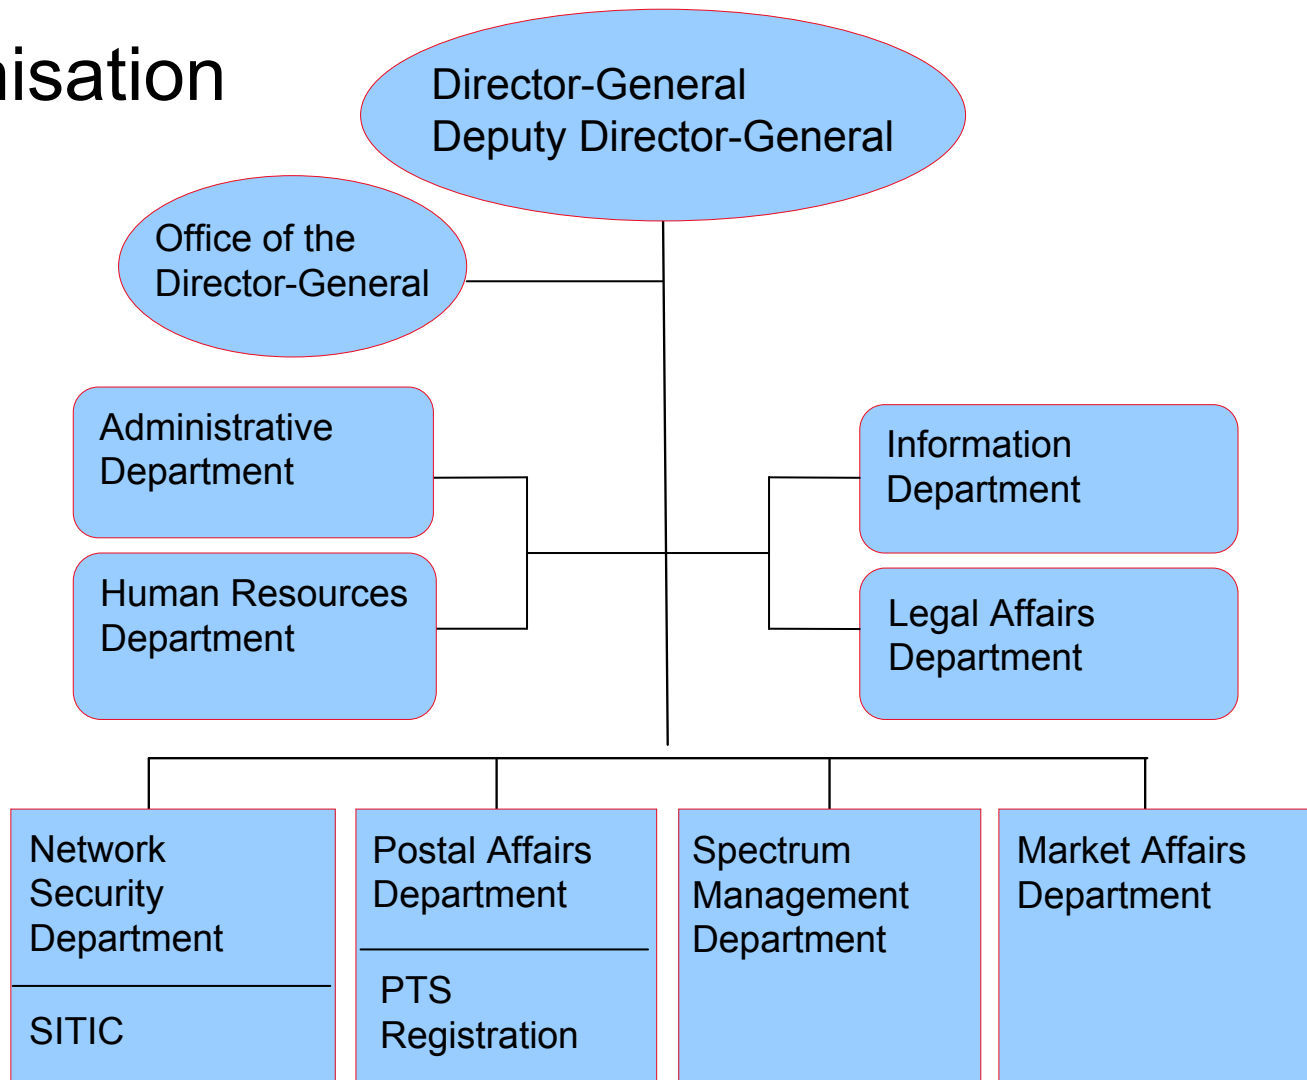 nisation
Director-General
Deputy Director-General
Office of the
Director-General
Administrative
Department
Information
Department
Human Resources
Department
Legal Affairs
Department
Network
Security
Department
SITIC
Postal Affairs
Department
PTS
Registration
Spectrum
Management
Department
Market Affairs
Department